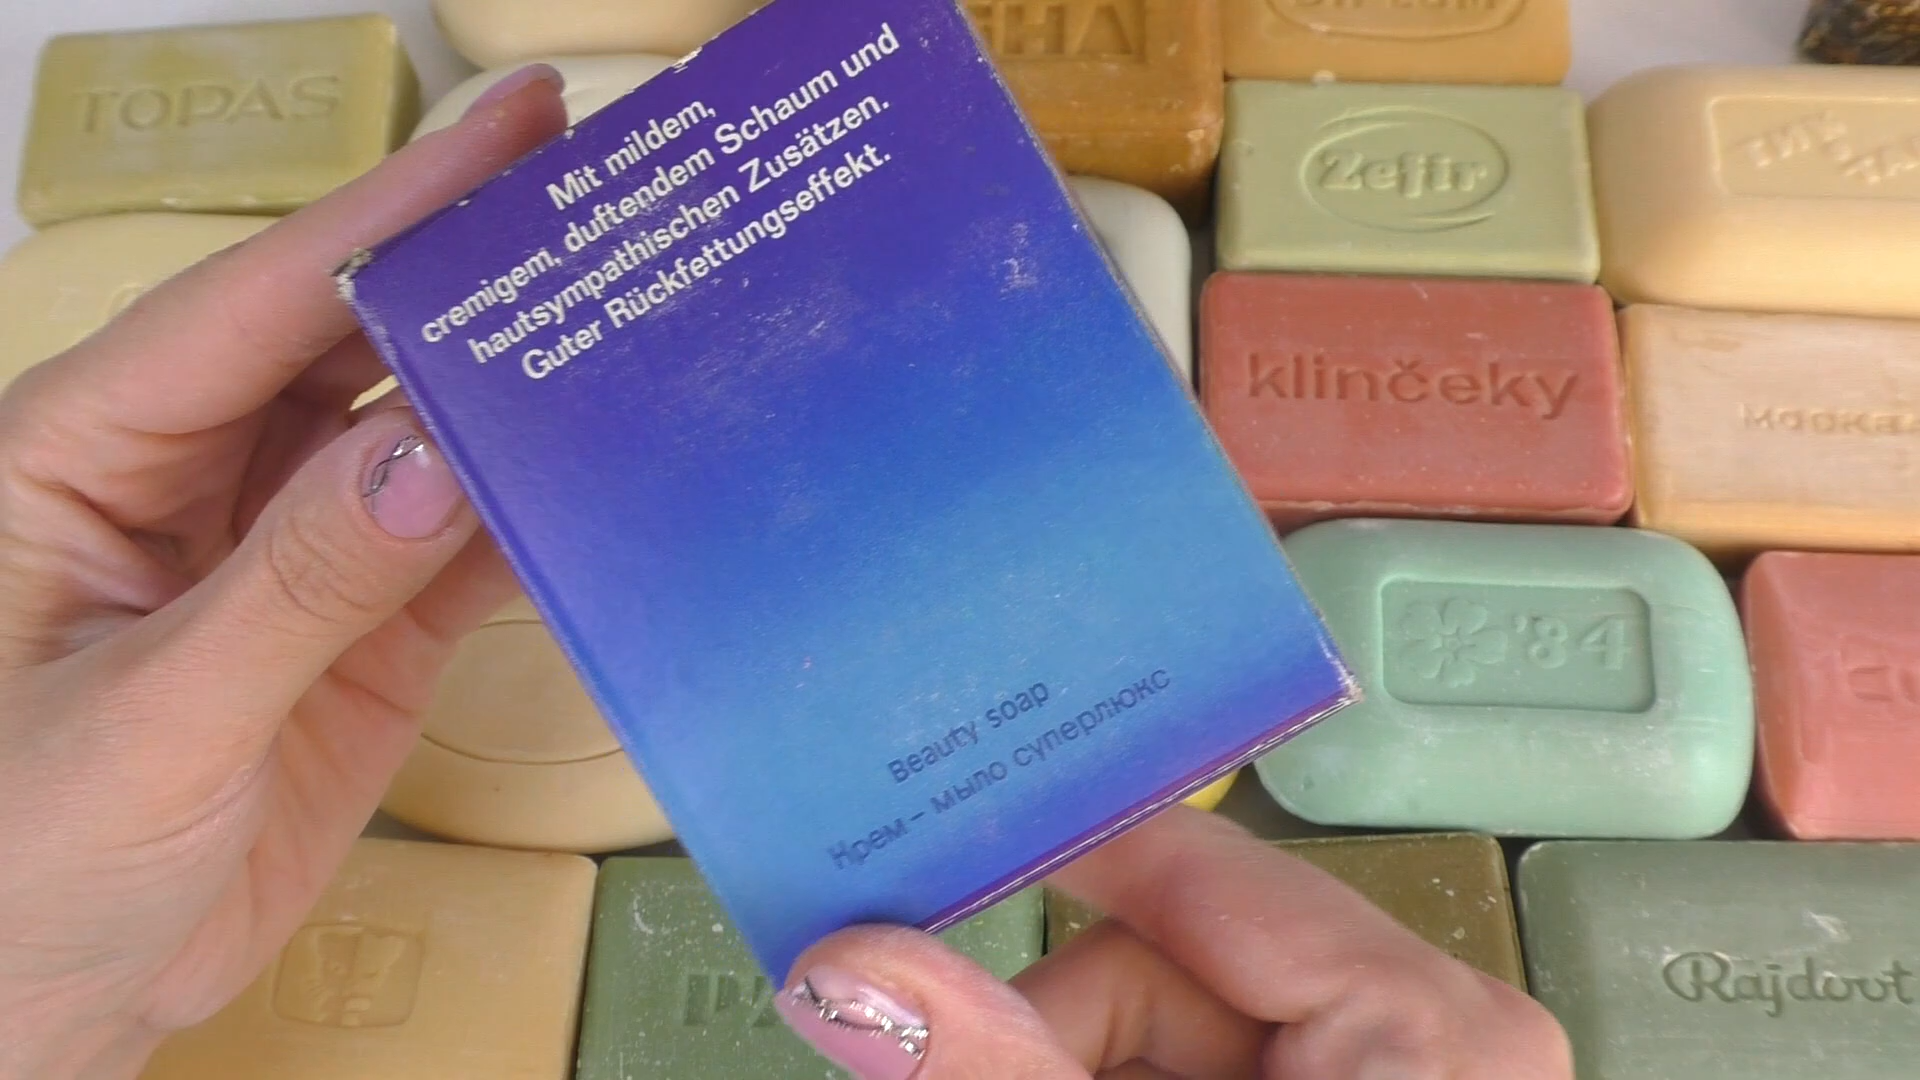 Mit mildem,
cremigem, duftendem Schaum und
hautsympathischen Zusätzen.
Guter Rückfettungseffekt.
Beauty soap
Крем – мыло суперлюкс
TOPAS
Zefir
klinčeky
'84
Rajdoot